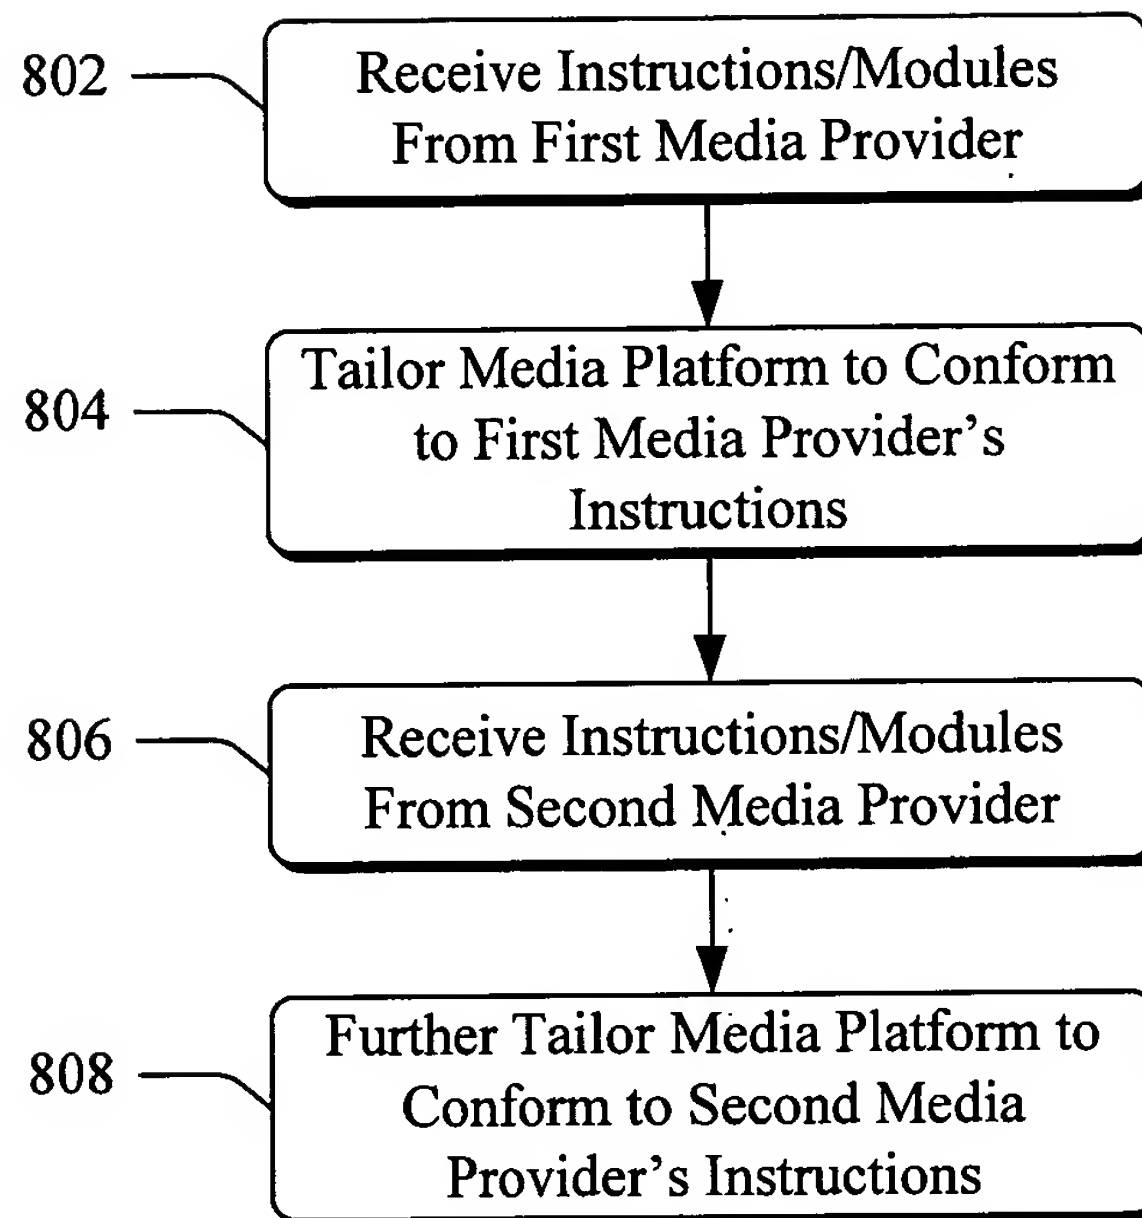 802
Receive Instructions/Modules
From First Media Provider
804
Tailor Media Platform to Conform
to First Media Provider's
Instructions
806
Receive Instructions/Modules
From Second Media Provider
808
Further Tailor Media Platform to
Conform to Second Media
Provider's Instructions